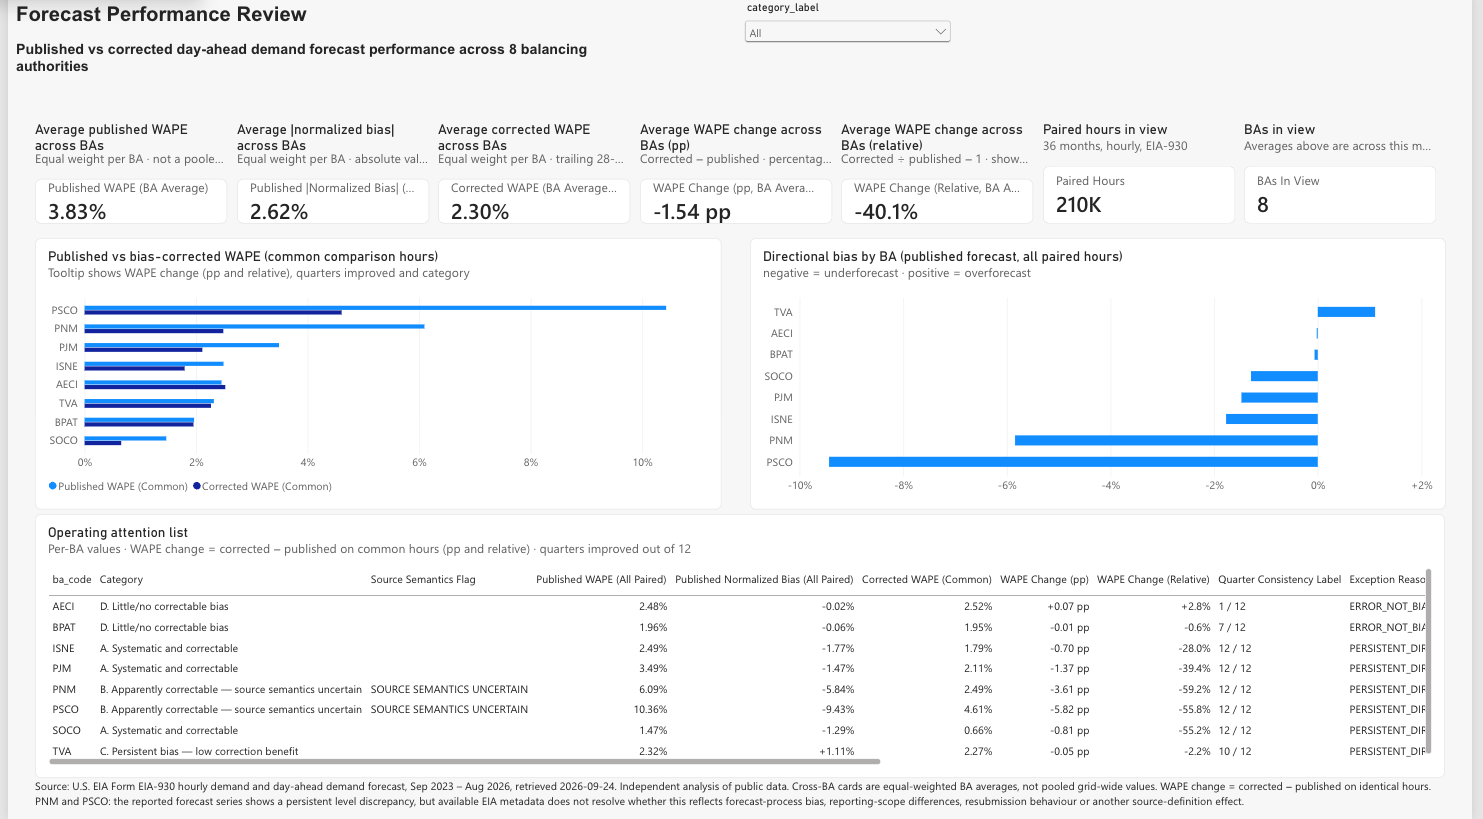 Forecast Performance Review
category_label
All
Published vs corrected day-ahead demand forecast performance across 8 balancing
authorities
Average published WAPE
across BAs
Equal weight per BA · not a poole...
Published WAPE (BA Average)
3.83%
Average |normalized bias|
across BAs
Equal weight per BA · absolute val...
Published |Normalized Bias| (...
2.62%
Average corrected WAPE
across BAs
Equal weight per BA · trailing 28-...
Corrected WAPE (BA Average...
2.30%
Average WAPE change across
BAs (pp)
Corrected − published · percentag...
WAPE Change (pp, BA Avera...
-1.54 pp
Average WAPE change across
BAs (relative)
Corrected ÷ published − 1 · show...
WAPE Change (Relative, BA A...
-40.1%
Paired hours in view
36 months, hourly, EIA-930
Paired Hours
210K
BAs in view
Averages above are across this m...
BAs In View
8
Published vs bias-corrected WAPE (common comparison hours)
Tooltip shows WAPE change (pp and relative), quarters improved and category
PSCO
PNM
PJM
ISNE
AECI
TVA
BPAT
SOCO
0% 2% 4% 6% 8% 10%
Published WAPE (Common) Corrected WAPE (Common)
Directional bias by BA (published forecast, all paired hours)
negative = underforecast · positive = overforecast
TVA
AECI
BPAT
SOCO
PJM
ISNE
PNM
PSCO
-10% -8% -6% -4% -2% 0% +2%
Operating attention list
Per-BA values · WAPE change = corrected − published on common hours (pp and relative) · quarters improved out of 12
ba_code Category Source Semantics Flag Published WAPE (All Paired) Published Normalized Bias (All Paired) Corrected WAPE (Common) WAPE Change (pp) WAPE Change (Relative) Quarter Consistency Label Exception Reaso
AECI D. Little/no correctable bias 2.48% -0.02% 2.52% +0.07 pp +2.8% 1 / 12 ERROR_NOT_BIA
BPAT D. Little/no correctable bias 1.96% -0.06% 1.95% -0.01 pp -0.6% 7 / 12 ERROR_NOT_BIA
ISNE A. Systematic and correctable 2.49% -1.77% 1.79% -0.70 pp -28.0% 12 / 12 PERSISTENT_DIR
PJM A. Systematic and correctable 3.49% -1.47% 2.11% -1.37 pp -39.4% 12 / 12 PERSISTENT_DIR
PNM B. Apparently correctable — source semantics uncertain SOURCE SEMANTICS UNCERTAIN 6.09% -5.84% 2.49% -3.61 pp -59.2% 12 / 12 PERSISTENT_DIR
PSCO B. Apparently correctable — source semantics uncertain SOURCE SEMANTICS UNCERTAIN 10.36% -9.43% 4.61% -5.82 pp -55.8% 12 / 12 PERSISTENT_DIR
SOCO A. Systematic and correctable 1.47% -1.29% 0.66% -0.81 pp -55.2% 12 / 12 PERSISTENT_DIR
TVA C. Persistent bias — low correction benefit 2.32% +1.11% 2.27% -0.05 pp -2.2% 10 / 12 PERSISTENT_DIR
Source: U.S. EIA Form EIA-930 hourly demand and day-ahead demand forecast, Sep 2023 – Aug 2026, retrieved 2026-09-24. Independent analysis of public data. Cross-BA cards are equal-weighted BA averages, not pooled grid-wide values. WAPE change = corrected − published on identical hours.
PNM and PSCO: the reported forecast series shows a persistent level discrepancy, but available EIA metadata does not resolve whether this reflects forecast-process bias, reporting-scope differences, resubmission behaviour or another source-definition effect.